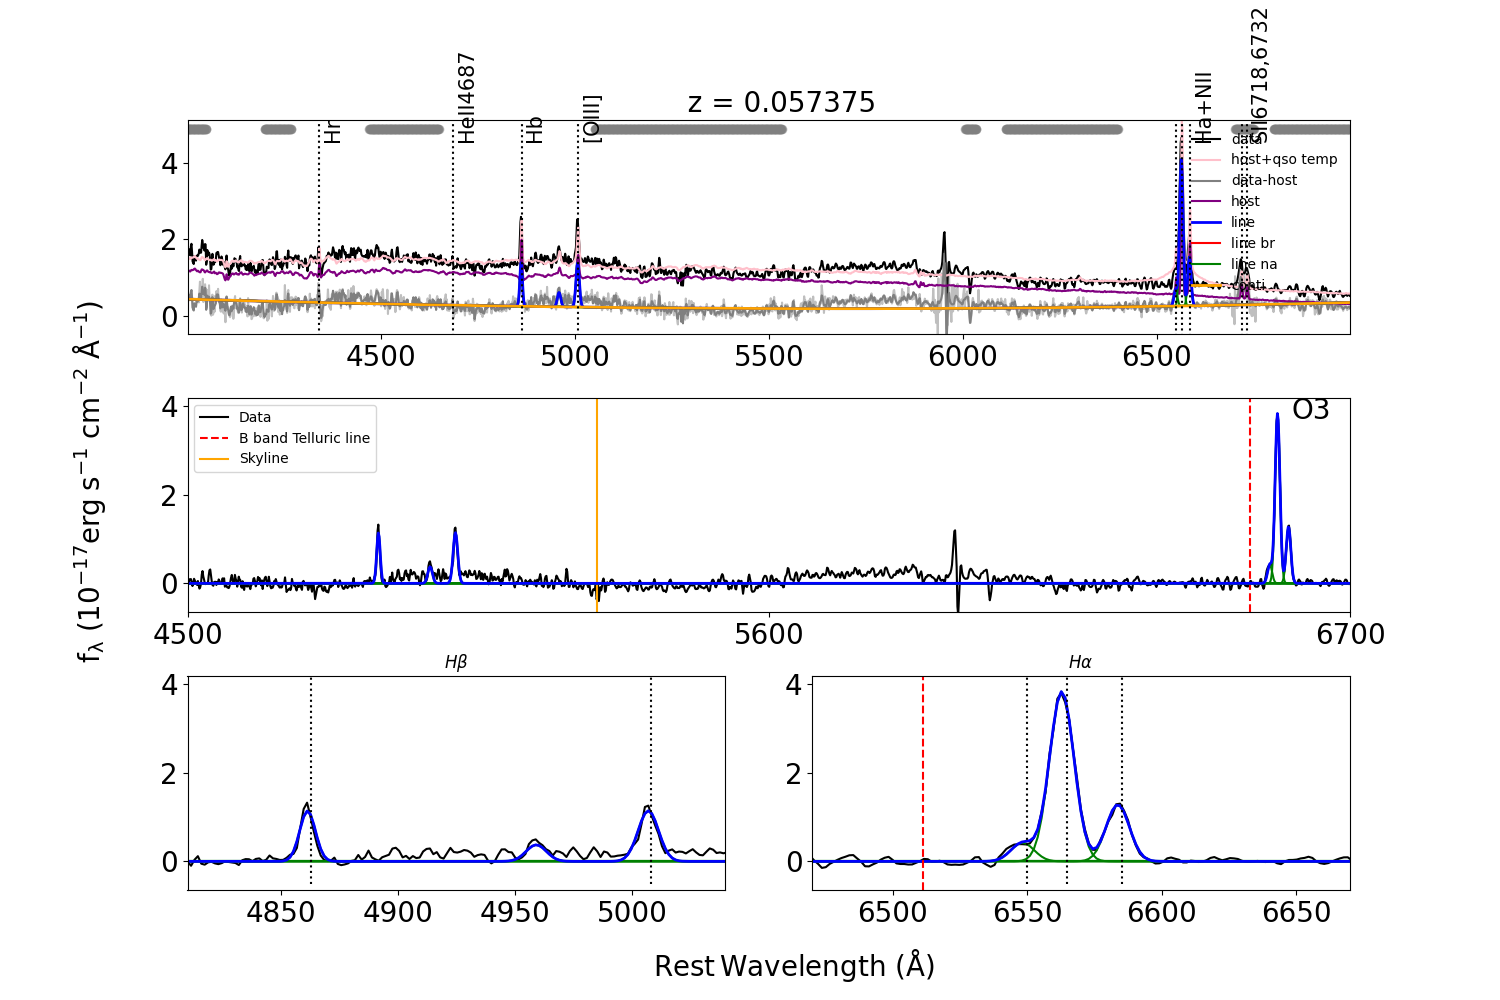 z = 0.057375
Hr
HeII4687
Hb
[OIII]
Ha+NII
SII6718,6732
data
host+qso temp
data-host
host
line
line br
line na
conti
4
2
0
4500 5000 5500 6000 6500
Data
B band Telluric line
Skyline
O3
4
2
0
4500 5600 6700
fλ (10⁻¹⁷erg s⁻¹ cm⁻² Å⁻¹)
Hβ
4
2
0
4850 4900 4950 5000
Hα
4
2
0
6500 6550 6600 6650
Rest Wavelength (Å)